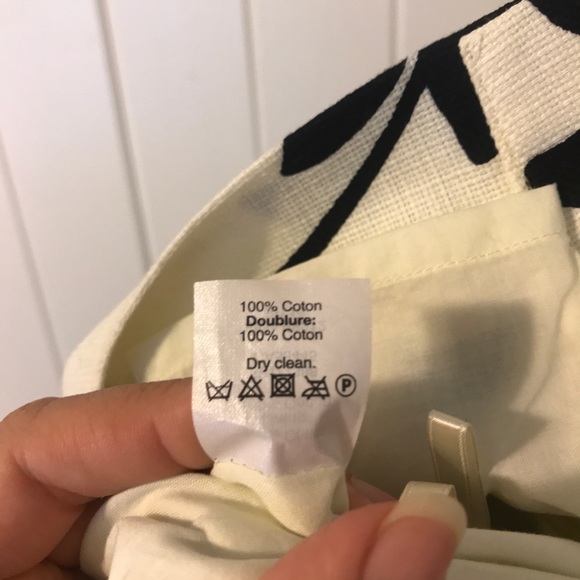 100% Coton
Doublure:
100% Coton
Dry clean.
P